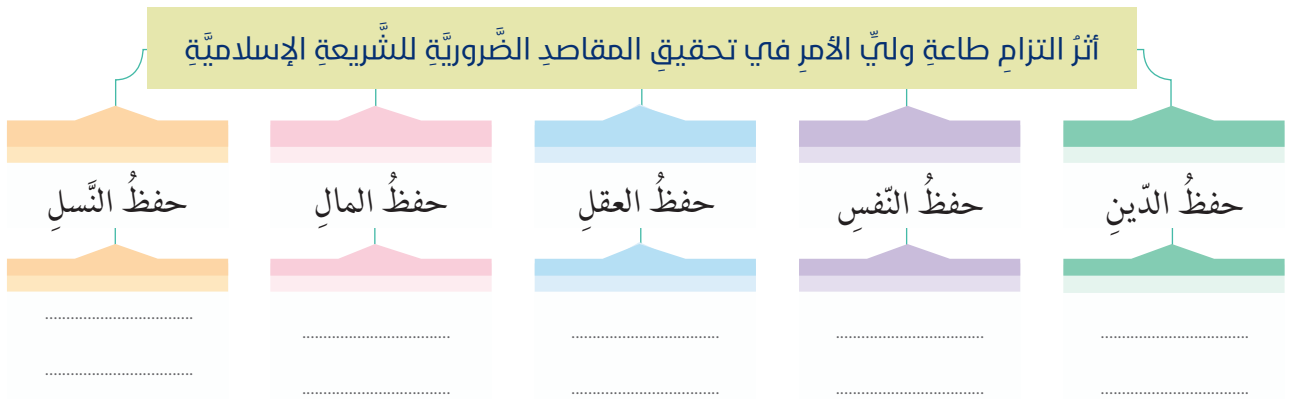 أثرُ التزامِ طاعةِ وليِّ الأمرِ في تحقيقِ المقاصدِ الضَّروريَّةِ للشَّريعةِ الإسلاميَّةِ
حفظُ الدّينِ
حفظُ النّفسِ
حفظُ العقلِ
حفظُ المالِ
حفظُ النَّسلِ